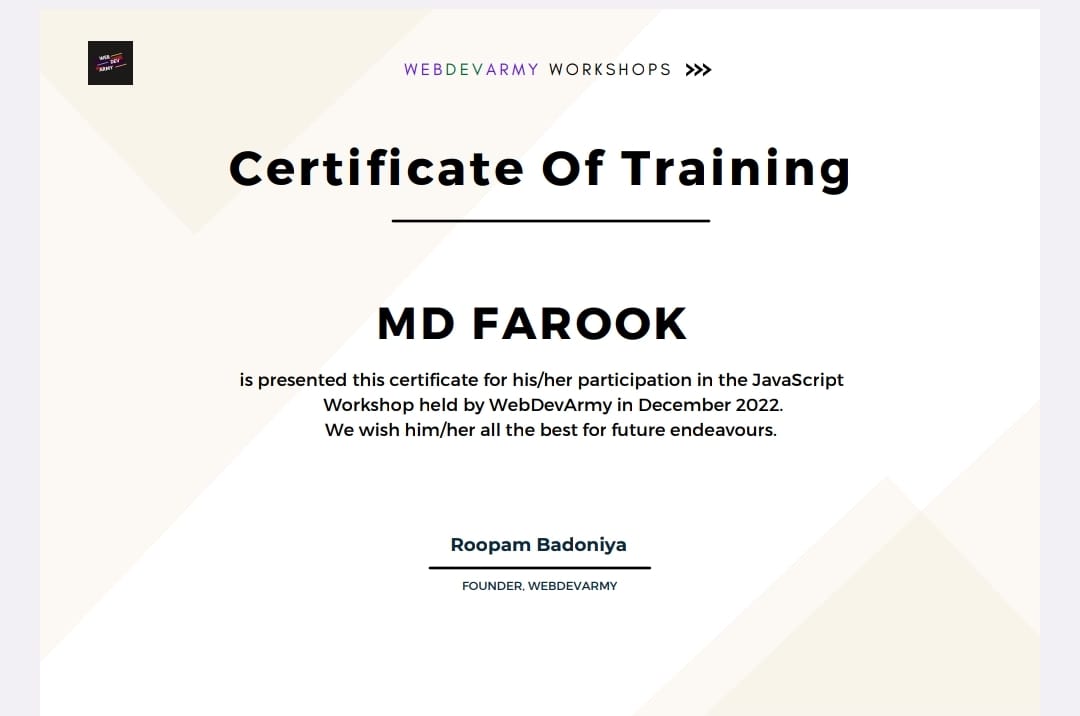 WEB
DEV
ARMY
WEBDEVARMY WORKSHOPS >>>
Certificate Of Training
MD FAROOK
is presented this certificate for his/her participation in the JavaScript
Workshop held by WebDevArmy in December 2022.
We wish him/her all the best for future endeavours.
Roopam Badoniya
FOUNDER, WEBDEVARMY